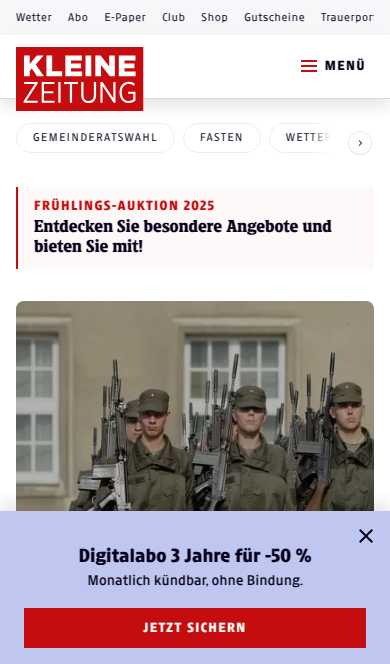 Wetter Abo E-Paper Club Shop Gutscheine Trauerpor
KLEINE
ZEITUNG
MENÜ
GEMEINDERATSWAHL FASTEN WETTE
FRÜHLINGS-AUKTION 2025
Entdecken Sie besondere Angebote und
bieten Sie mit!
Digitalabo 3 Jahre für -50 %
Monatlich kündbar, ohne Bindung.
JETZT SICHERN